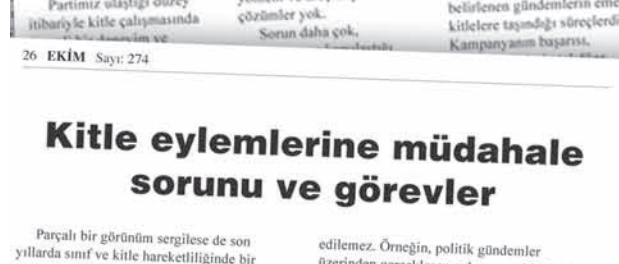 Partimiz ulaştığı düzey
itibariyle kitle çalışmasında
çözümler yok.
Sorun daha çok,
belirlenen gündemlerin
kitlelere taşındığı süreçlerdi
Kampanyanın başarısı,
26 EKİM Sayı: 274
Kitle eylemlerine müdahale
sorunu ve görevler
Parçalı bir görünüm sergilese de son
yıllarda sınıf ve kitle hareketliliğinde bir
edilemez. Örneğin, politik gündemler
üzerinden